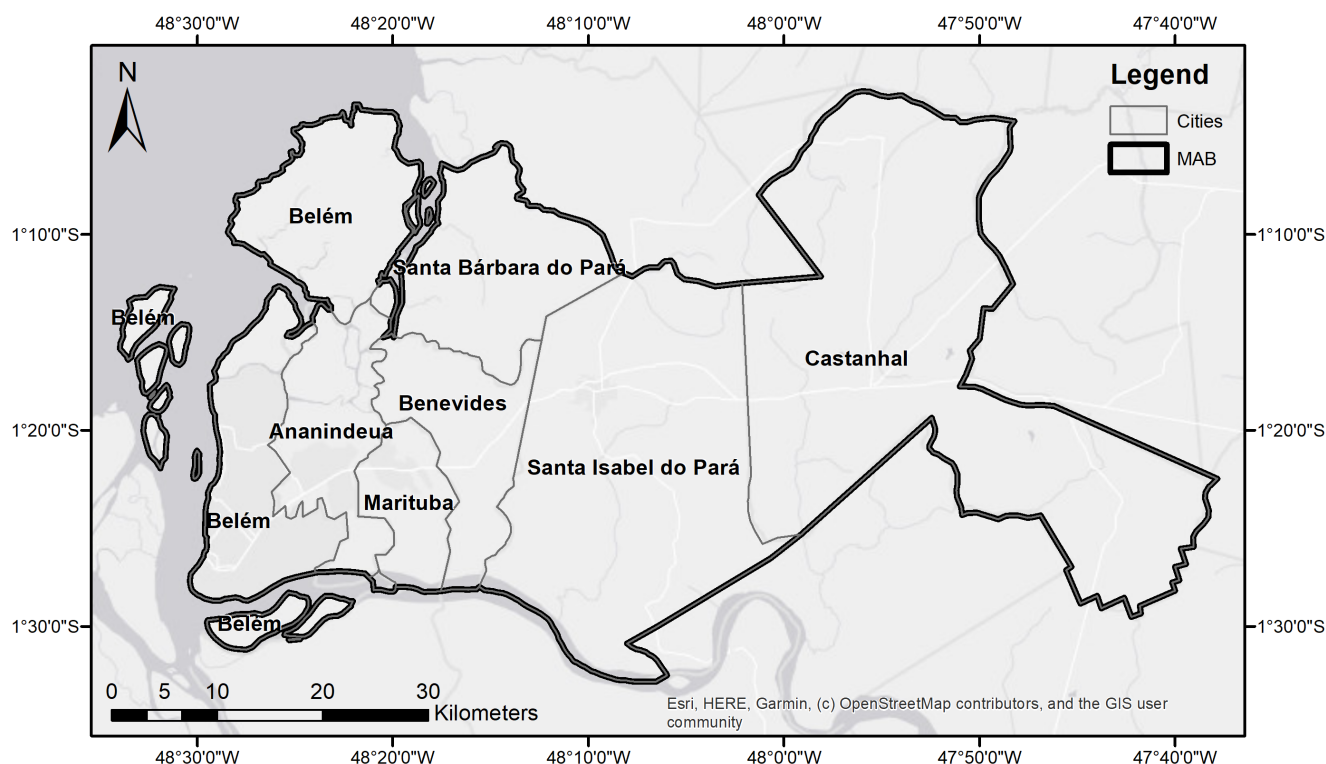 48°30'0"W 48°20'0"W 48°10'0"W 48°0'0"W 47°50'0"W 47°40'0"W
N
Legend
Cities
MAB
Belém
1°10'0"S 1°10'0"S
Santa Bárbara do Pará
Belém
Castanhal
Benevides
1°20'0"S 1°20'0"S
Ananindeua
Santa Isabel do Pará
Marituba
Belém
Belém
1°30'0"S 1°30'0"S
0 5 10 20 30
Kilometers
Esri, HERE, Garmin, (c) OpenStreetMap contributors, and the GIS user
community
48°30'0"W 48°20'0"W 48°10'0"W 48°0'0"W 47°50'0"W 47°40'0"W